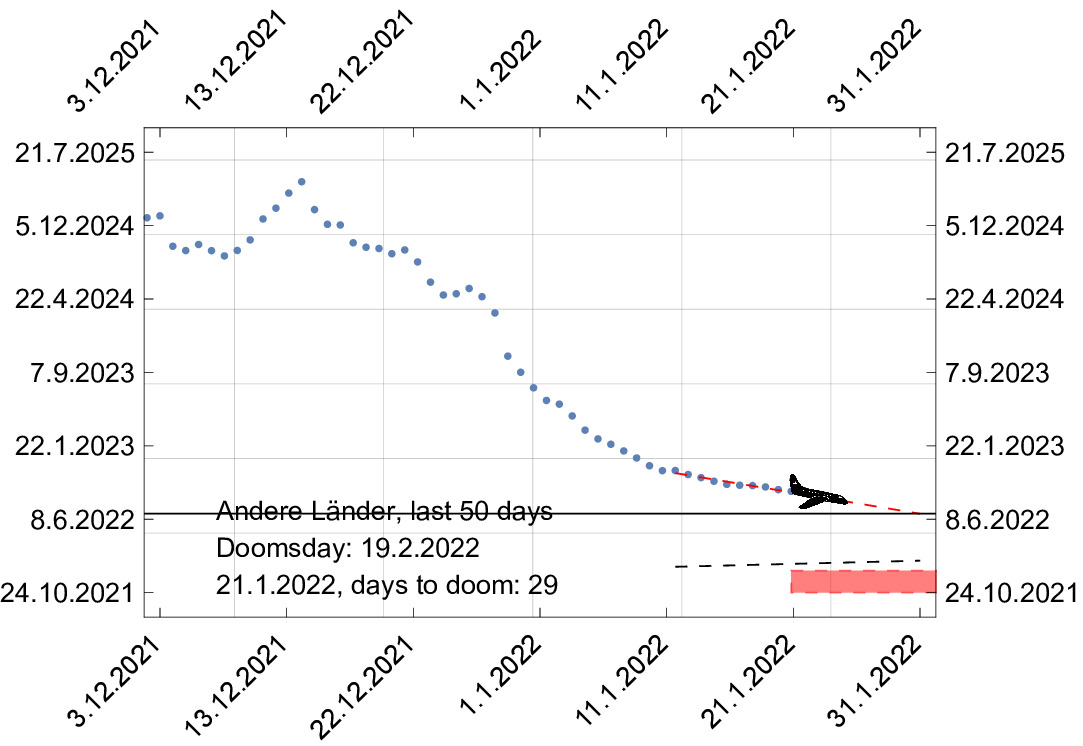 3.12.2021 13.12.2021 22.12.2021 1.1.2022 11.1.2022 21.1.2022 31.1.2022
21.7.2025 21.7.2025
5.12.2024 5.12.2024
22.4.2024 22.4.2024
7.9.2023 7.9.2023
22.1.2023 22.1.2023
Andere Länder, last 50 days
8.6.2022 8.6.2022
Doomsday: 19.2.2022
21.1.2022, days to doom: 29
24.10.2021 24.10.2021
3.12.2021 13.12.2021 22.12.2021 1.1.2022 11.1.2022 21.1.2022 31.1.2022